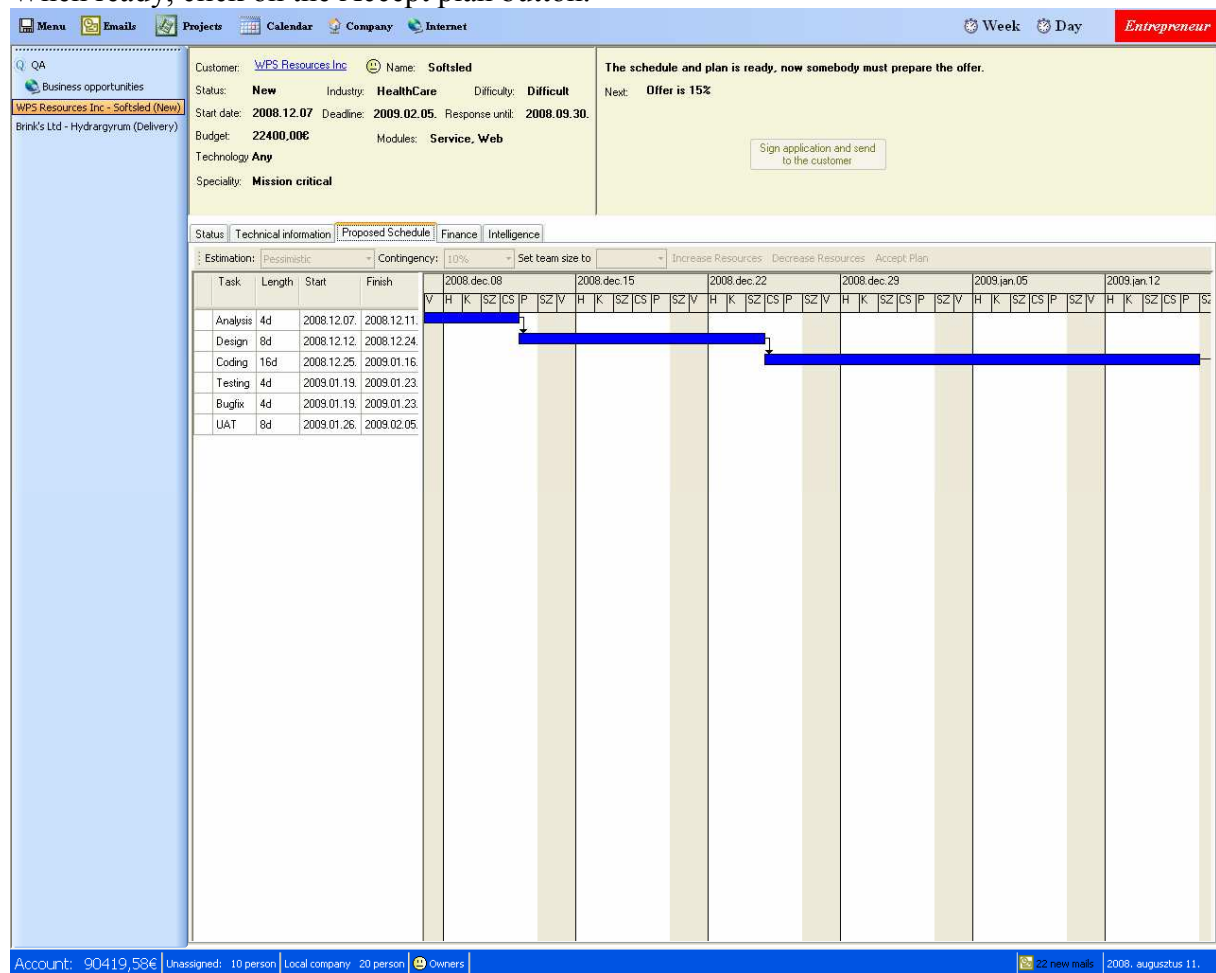 When ready, click on the Accept plan button.
Menu Emails Projects Calendar Company Internet Week Day Entrepreneur
QA
Business opportunities
WPS Resources Inc - Softsled (New)
Brink's Ltd - Hydrargyrum (Delivery)
Customer: WPS Resources Inc Name: Softsled
Status: New Industry: HealthCare Difficulty: Difficult
Start date: 2008.12.07 Deadline: 2009.02.05. Response until: 2008.09.30.
Budget: 22400,00€ Modules: Service, Web
Technology Any
Speciality: Mission critical
The schedule and plan is ready, now somebody must prepare the offer.
Next: Offer is 15%
Sign application and send
to the customer
Status Technical information Proposed Schedule Finance Intelligence
Estimation: Pessimistic Contingency: 10% Set team size to Increase Resources Decrease Resources Accept Plan
Task Length Start Finish 2008.dec.08 2008.dec.15 2008.dec.22 2008.dec.29 2009.jan.05 2009.jan.12
V H K SZ CS P SZ V H K SZ CS P SZ V H K SZ CS P SZ V H K SZ CS P SZ V H K SZ CS P SZ V H K SZ CS P SZ
Analysis 4d 2008.12.07. 2008.12.11.
Design 8d 2008.12.12. 2008.12.24.
Coding 16d 2008.12.25. 2009.01.16.
Testing 4d 2009.01.19. 2009.01.23.
Bugfix 4d 2009.01.19. 2009.01.23.
UAT 8d 2009.01.26. 2009.02.05.
Account: 90419,58€ Unassigned: 10 person Local company 20 person Owners 22 new mails 2008. augusztus 11.